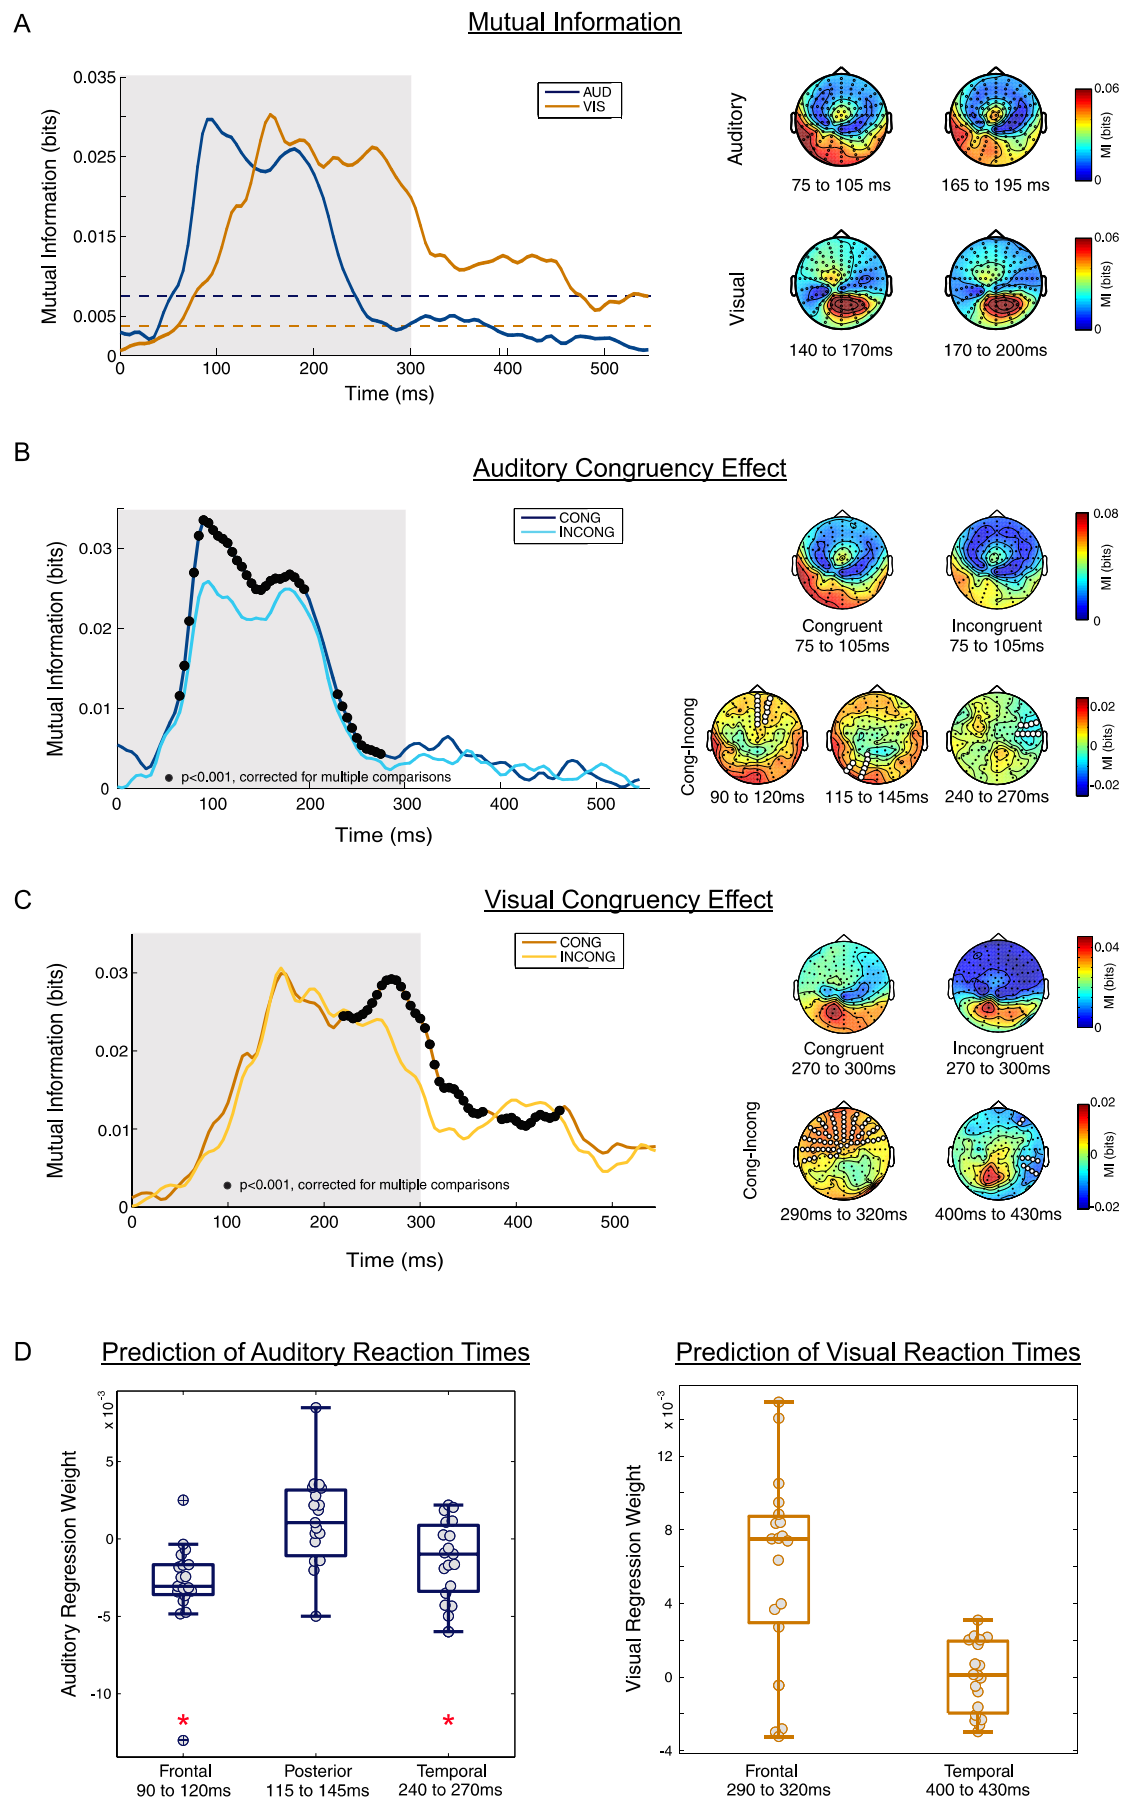 A
Mutual Information
Mutual Information (bits)
0.035
0.025
0.015
0.005
0
0 100 200 300 400 500
Time (ms)
AUD
VIS
Auditory
75 to 105 ms
165 to 195 ms
0.06
MI (bits)
0
Visual
140 to 170ms
170 to 200ms
0.06
MI (bits)
0
B
Auditory Congruency Effect
Mutual Information (bits)
0.03
0.02
0.01
0
0 100 200 300 400 500
Time (ms)
p<0.001, corrected for multiple comparisons
CONG
INCONG
Congruent
75 to 105ms
Incongruent
75 to 105ms
0.08
MI (bits)
0
Cong-Incong
90 to 120ms
115 to 145ms
240 to 270ms
0.02
0
-0.02
MI (bits)
C
Visual Congruency Effect
Mutual Information (bits)
0.03
0.02
0.01
0
0 100 200 300 400 500
Time (ms)
p<0.001, corrected for multiple comparisons
CONG
INCONG
Congruent
270 to 300ms
Incongruent
270 to 300ms
0.04
MI (bits)
0
Cong-Incong
290ms to 320ms
400ms to 430ms
0.02
0
-0.02
MI (bits)
D
Prediction of Auditory Reaction Times
x 10⁻³
Auditory Regression Weight
5
0
-5
-10
*
*
Frontal
90 to 120ms
Posterior
115 to 145ms
Temporal
240 to 270ms
Prediction of Visual Reaction Times
x 10⁻³
Visual Regression Weight
12
8
4
0
-4
Frontal
290 to 320ms
Temporal
400 to 430ms